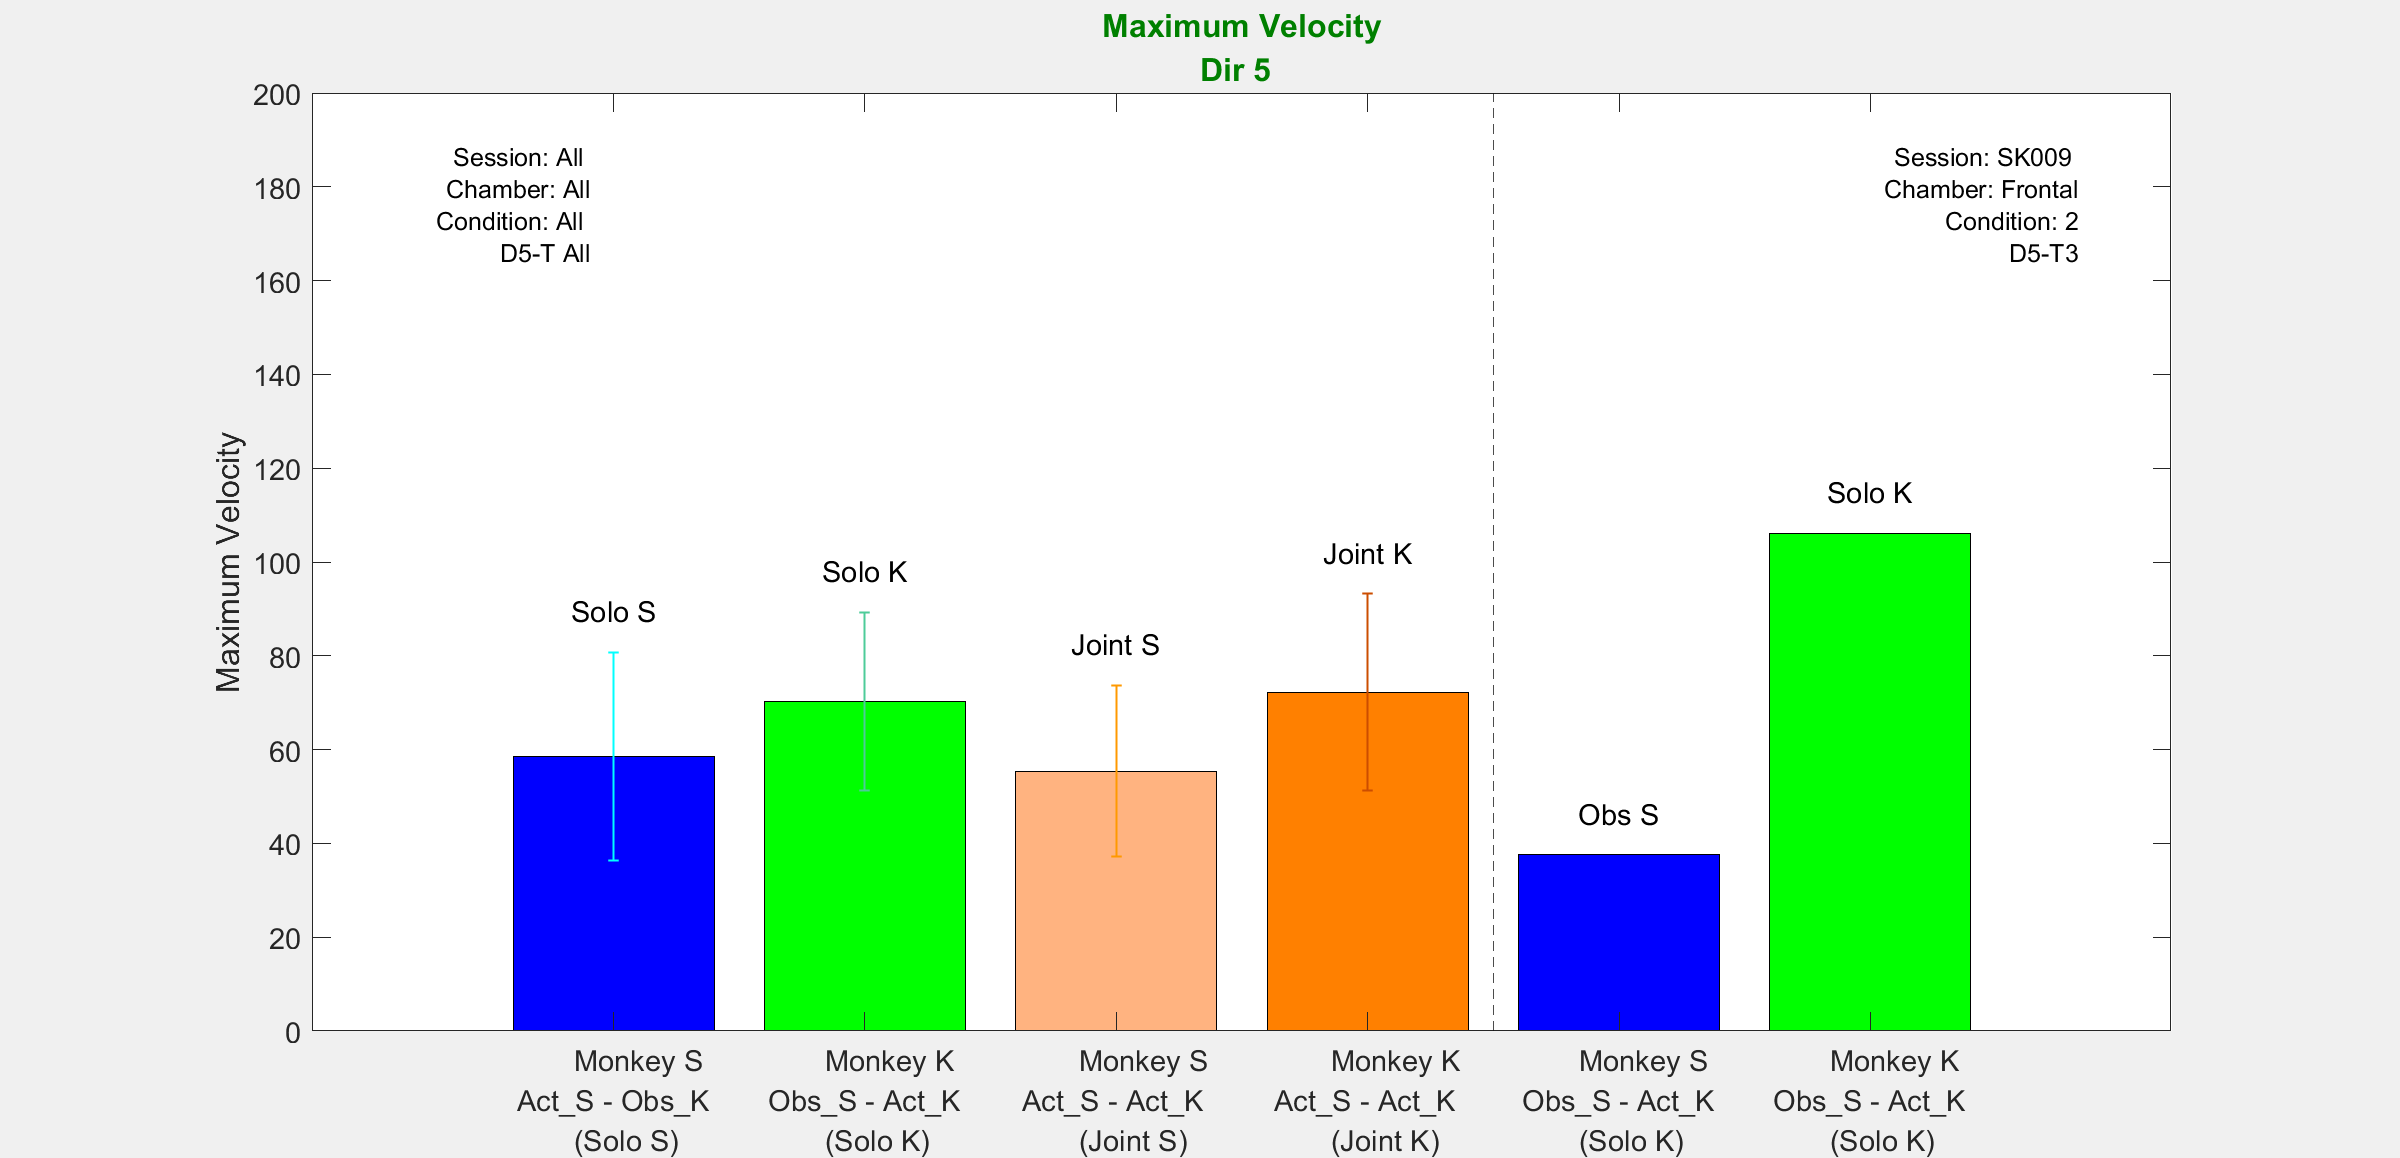 Maximum Velocity
Dir 5
Session: All
Chamber: All
Condition: All
D5-T All
Session: SK009
Chamber: Frontal
Condition: 2
D5-T3
Maximum Velocity
200
180
160
140
120
100
80
60
40
20
0
Solo S
Solo K
Joint S
Joint K
Obs S
Solo K
Monkey S
Act_S - Obs_K
(Solo S)
Monkey K
Obs_S - Act_K
(Solo K)
Monkey S
Act_S - Act_K
(Joint S)
Monkey K
Act_S - Act_K
(Joint K)
Monkey S
Obs_S - Act_K
(Solo K)
Monkey K
Obs_S - Act_K
(Solo K)